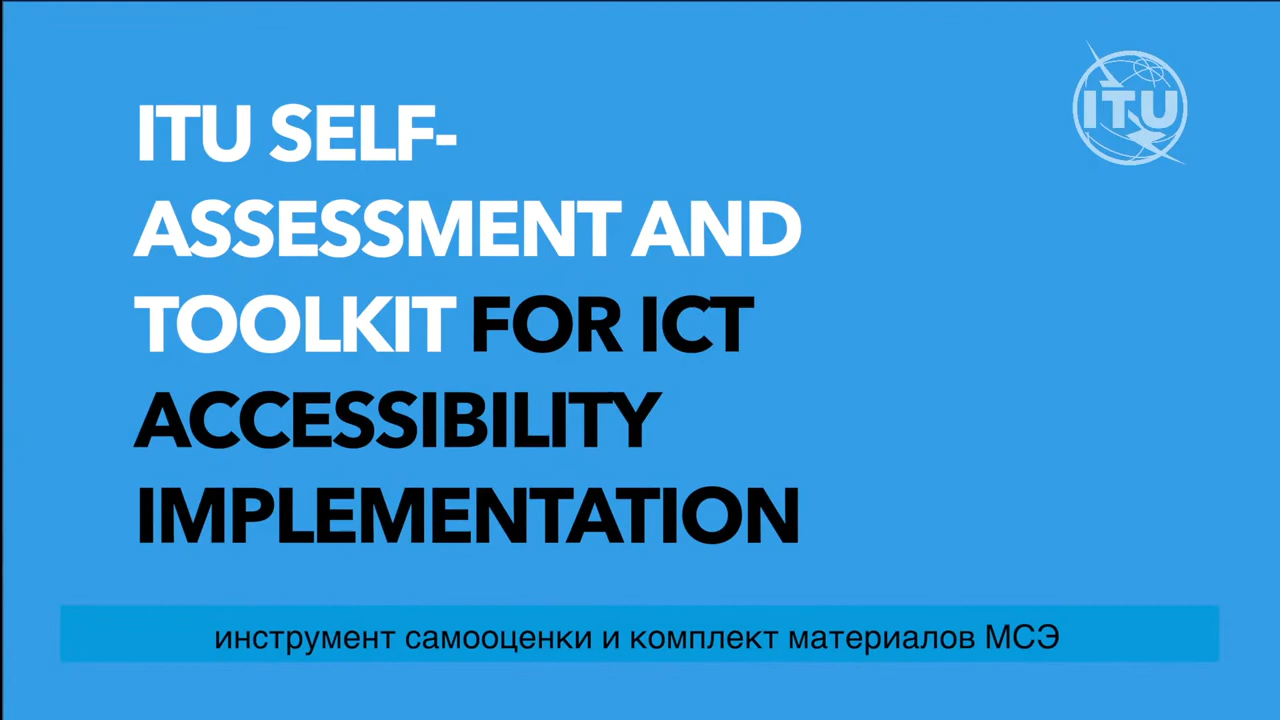 ITU
ITU SELF-
ASSESSMENT AND
TOOLKIT FOR ICT
ACCESSIBILITY
IMPLEMENTATION
инструмент самооценки и комплект материалов МСЭ